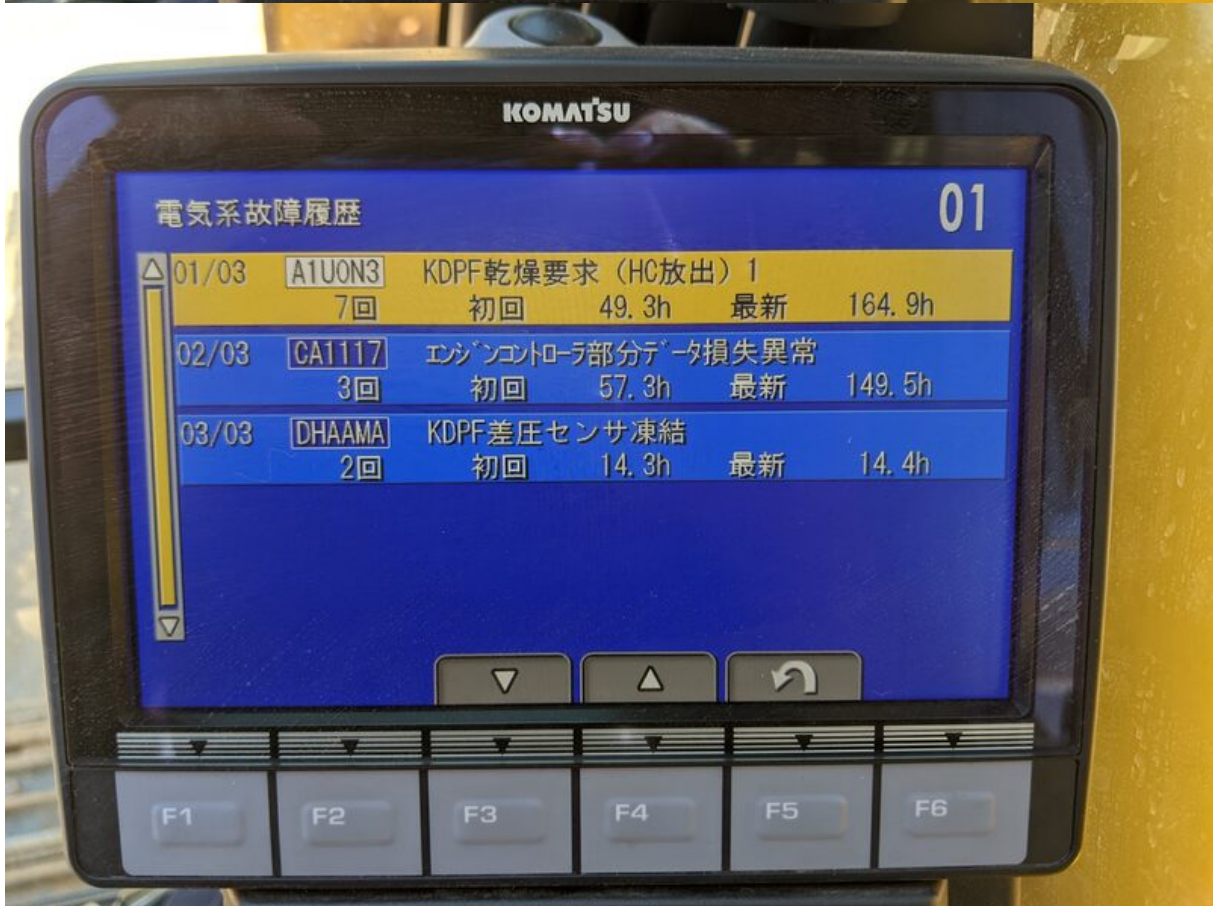 KOMATSU
電気系故障履歴 01
01/03 A1U0N3 KDPF乾燥要求（HC放出）1
7回 初回 49.3h 最新 164.9h
02/03 CA1117 ｴﾝｼﾞﾝｺﾝﾄﾛｰﾗ部分ﾃﾞｰﾀ損失異常
3回 初回 57.3h 最新 149.5h
03/03 DHAAMA KDPF差圧センサ凍結
2回 初回 14.3h 最新 14.4h
F1 F2 F3 F4 F5 F6